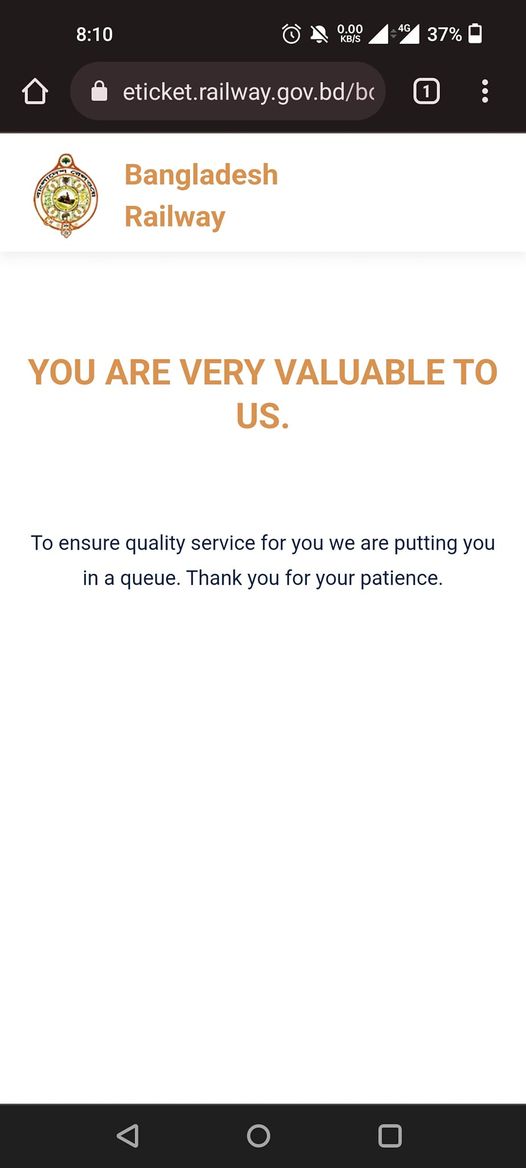 8:10
0.00
KB/S
4G
37%
eticket.railway.gov.bd/bc
1
Bangladesh
Railway
YOU ARE VERY VALUABLE TO
US.
To ensure quality service for you we are putting you
in a queue. Thank you for your patience.